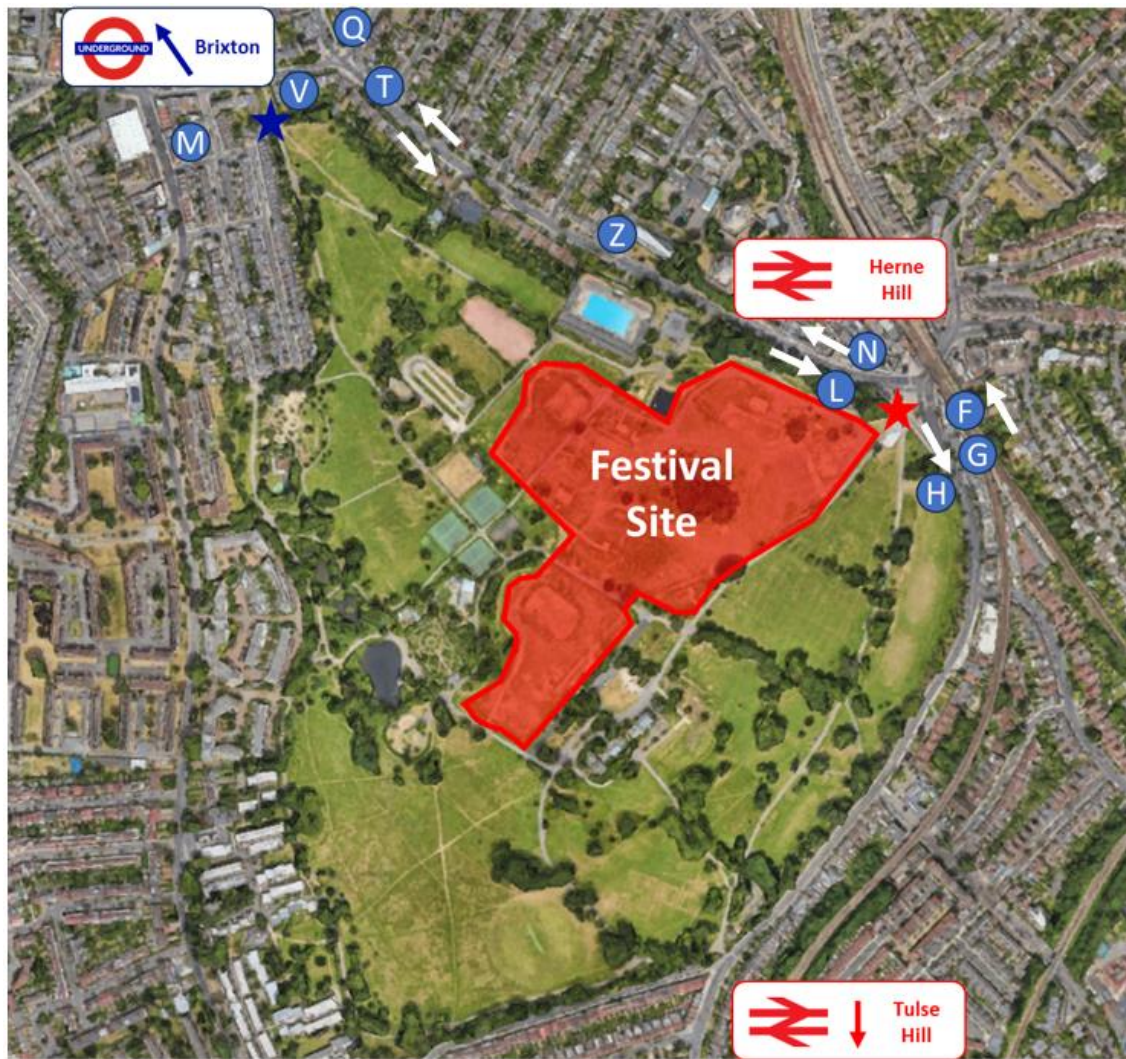 Q
UNDERGROUND
Brixton
V
T
M
Z
Herne
Hill
N
L
F
Festival
Site
G
H
Tulse
Hill